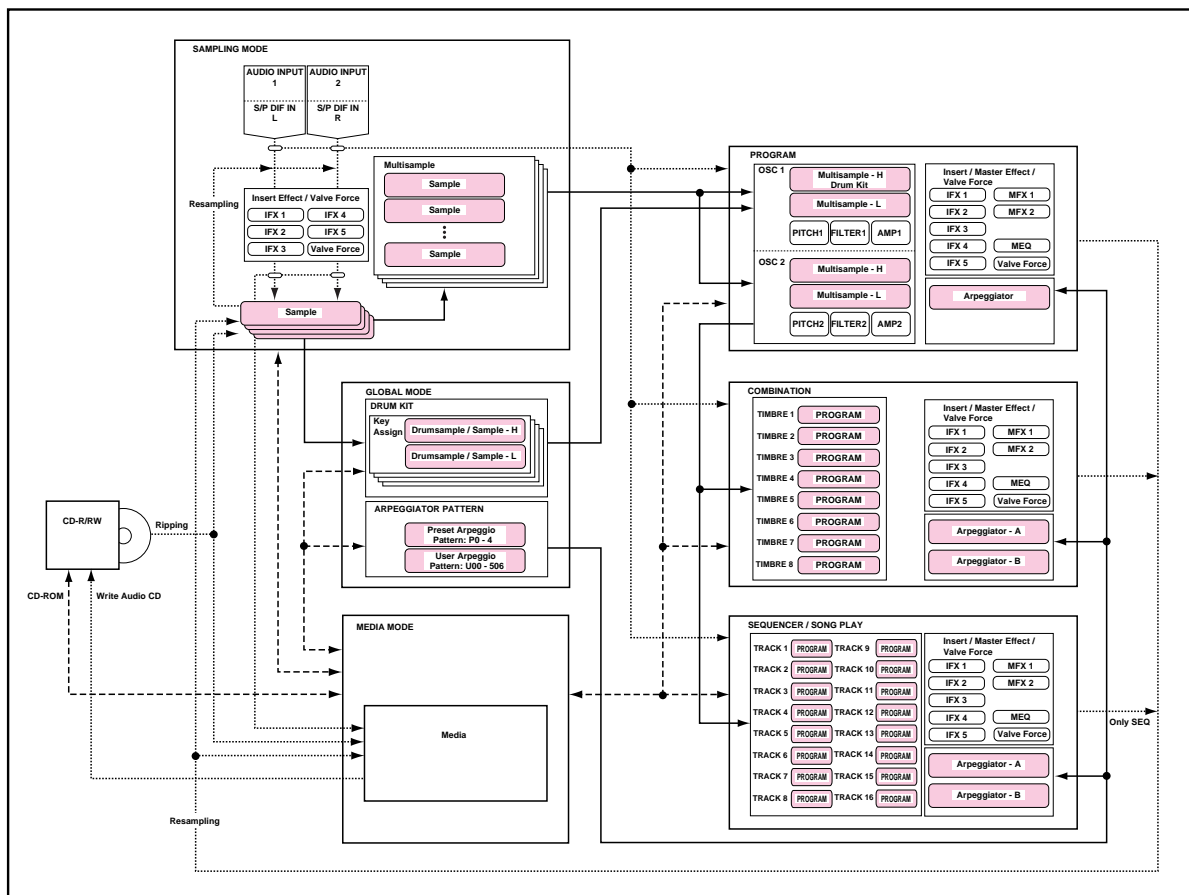 SAMPLING MODE
AUDIO INPUT
1
AUDIO INPUT
2
S/P DIF IN
L
S/P DIF IN
R
Resampling
Insert Effect / Valve Force
IFX 1
IFX 4
IFX 2
IFX 5
IFX 3
Valve Force
Sample
Multisample
Sample
Sample
Sample
GLOBAL MODE
DRUM KIT
Key
Assign
Drumsample / Sample - H
Drumsample / Sample - L
ARPEGGIATOR PATTERN
Preset Arpeggio
Pattern: P0 - 4
User Arpeggio
Pattern: U00 - 506
CD-R/RW
Ripping
CD-ROM
Write Audio CD
MEDIA MODE
Media
Resampling
PROGRAM
OSC 1
Multisample - H
Drum Kit
Multisample - L
PITCH1
FILTER1
AMP1
OSC 2
Multisample - H
Multisample - L
PITCH2
FILTER2
AMP2
Insert / Master Effect /
Valve Force
IFX 1
MFX 1
IFX 2
MFX 2
IFX 3
IFX 4
MEQ
IFX 5
Valve Force
Arpeggiator
COMBINATION
TIMBRE 1
PROGRAM
TIMBRE 2
PROGRAM
TIMBRE 3
PROGRAM
TIMBRE 4
PROGRAM
TIMBRE 5
PROGRAM
TIMBRE 6
PROGRAM
TIMBRE 7
PROGRAM
TIMBRE 8
PROGRAM
Insert / Master Effect /
Valve Force
IFX 1
MFX 1
IFX 2
MFX 2
IFX 3
IFX 4
MEQ
IFX 5
Valve Force
Arpeggiator - A
Arpeggiator - B
SEQUENCER / SONG PLAY
TRACK 1
PROGRAM
TRACK 9
PROGRAM
TRACK 2
PROGRAM
TRACK 10
PROGRAM
TRACK 3
PROGRAM
TRACK 11
PROGRAM
TRACK 4
PROGRAM
TRACK 12
PROGRAM
TRACK 5
PROGRAM
TRACK 13
PROGRAM
TRACK 6
PROGRAM
TRACK 14
PROGRAM
TRACK 7
PROGRAM
TRACK 15
PROGRAM
TRACK 8
PROGRAM
TRACK 16
PROGRAM
Insert / Master Effect /
Valve Force
IFX 1
MFX 1
IFX 2
MFX 2
IFX 3
IFX 4
MEQ
IFX 5
Valve Force
Arpeggiator - A
Arpeggiator - B
Only SEQ